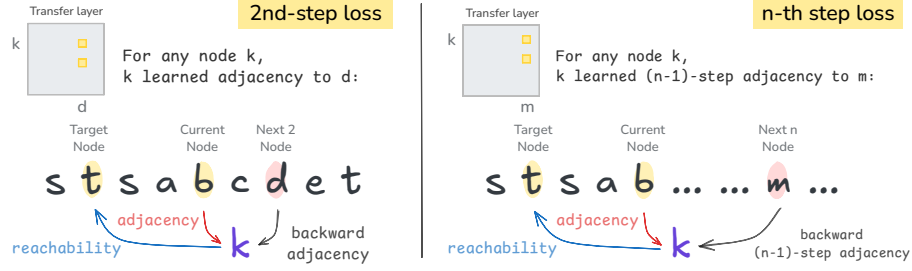 Transfer layer
2nd-step loss
k
d
For any node k,
k learned adjacency to d:
Target
Node
Current
Node
Next 2
Node
s t s a b c d e t
adjacency
reachability
k
backward
adjacency
Transfer layer
n-th step loss
k
m
For any node k,
k learned (n-1)-step adjacency to m:
Target
Node
Current
Node
Next n
Node
s t s a b ... ... m ...
adjacency
reachability
k
backward
(n-1)-step adjacency